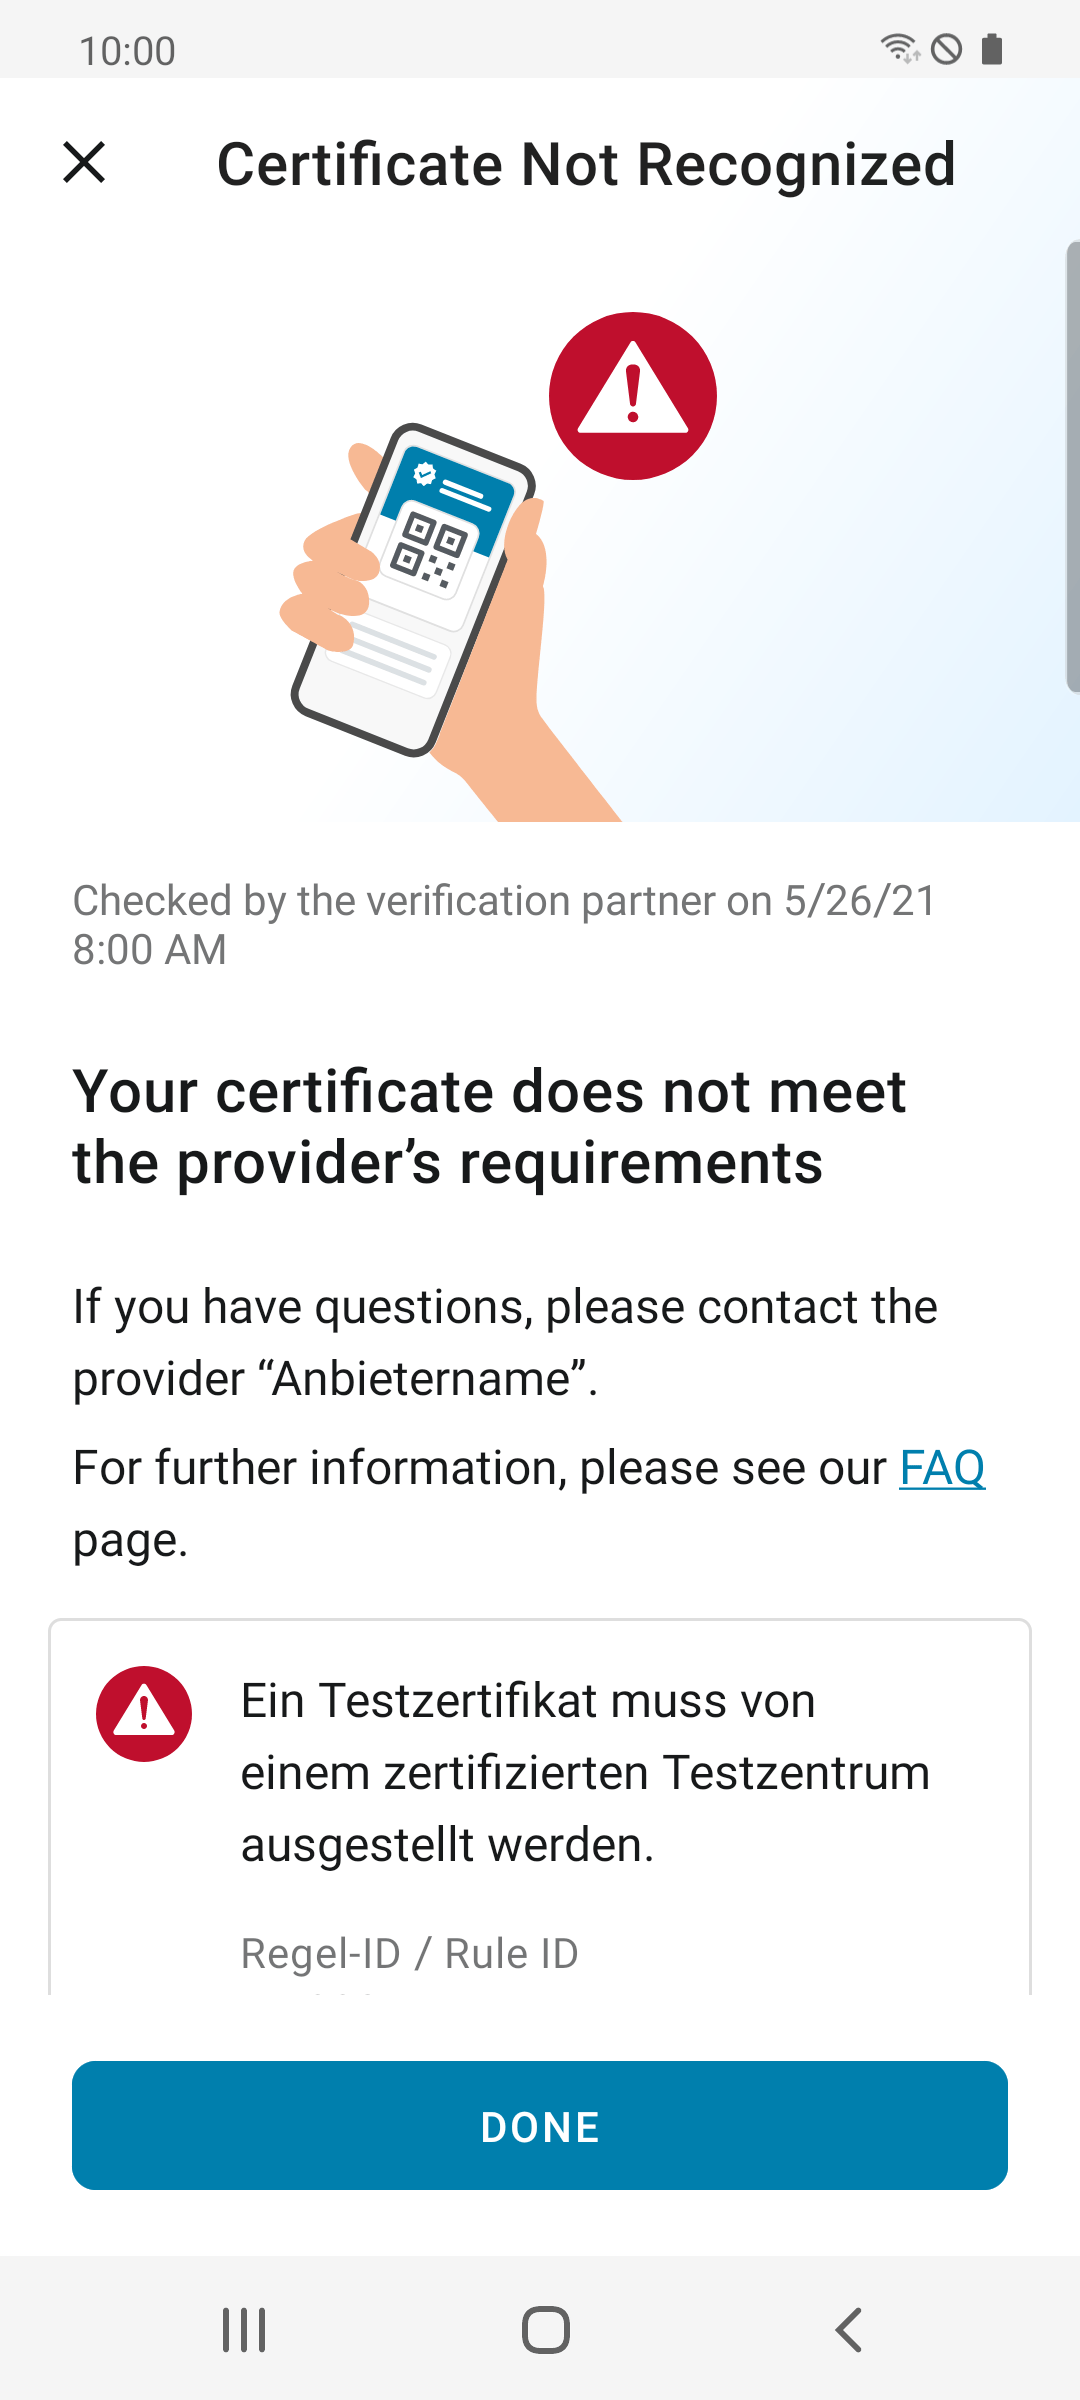 10:00
Certificate Not Recognized
Checked by the verification partner on 5/26/21
8:00 AM
Your certificate does not meet
the provider’s requirements
If you have questions, please contact the
provider “Anbietername”.
For further information, please see our FAQ
page.
Ein Testzertifikat muss von
einem zertifizierten Testzentrum
ausgestellt werden.
Regel-ID / Rule ID
DONE